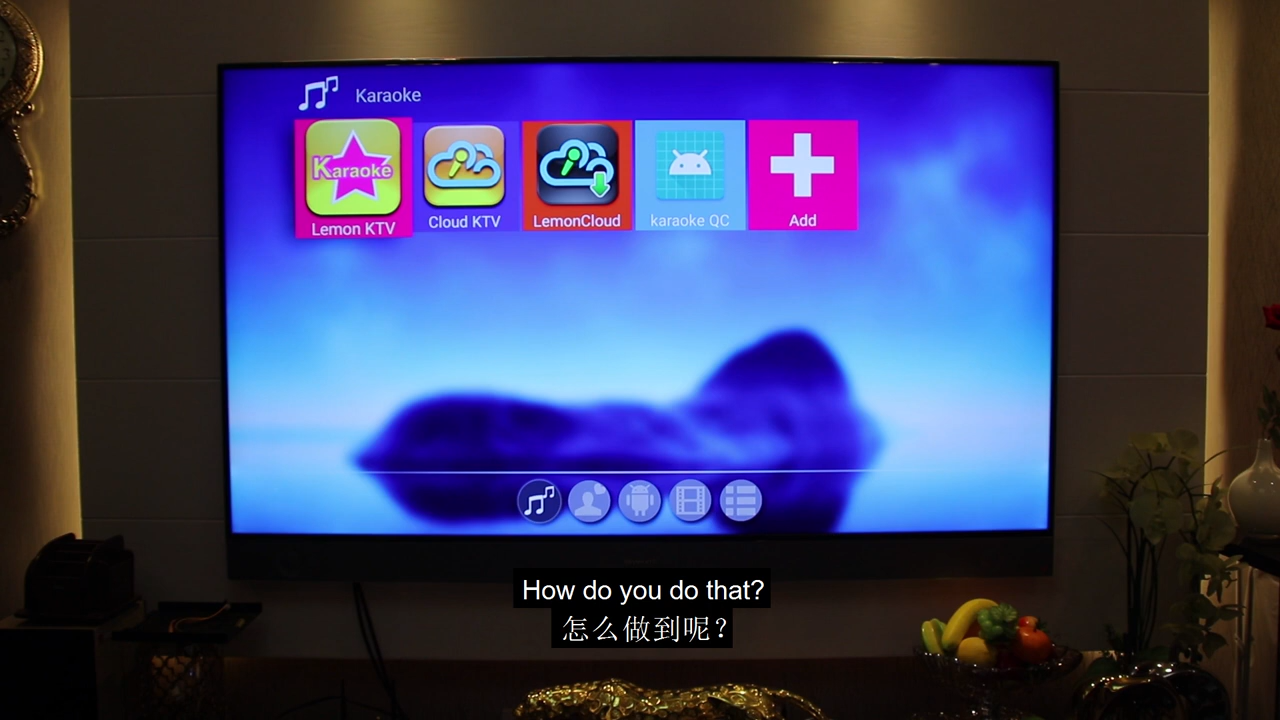 Karaoke
Karaoke
Lemon KTV
Cloud KTV
LemonCloud
karaoke QC
Add
How do you do that?
怎么做到呢?